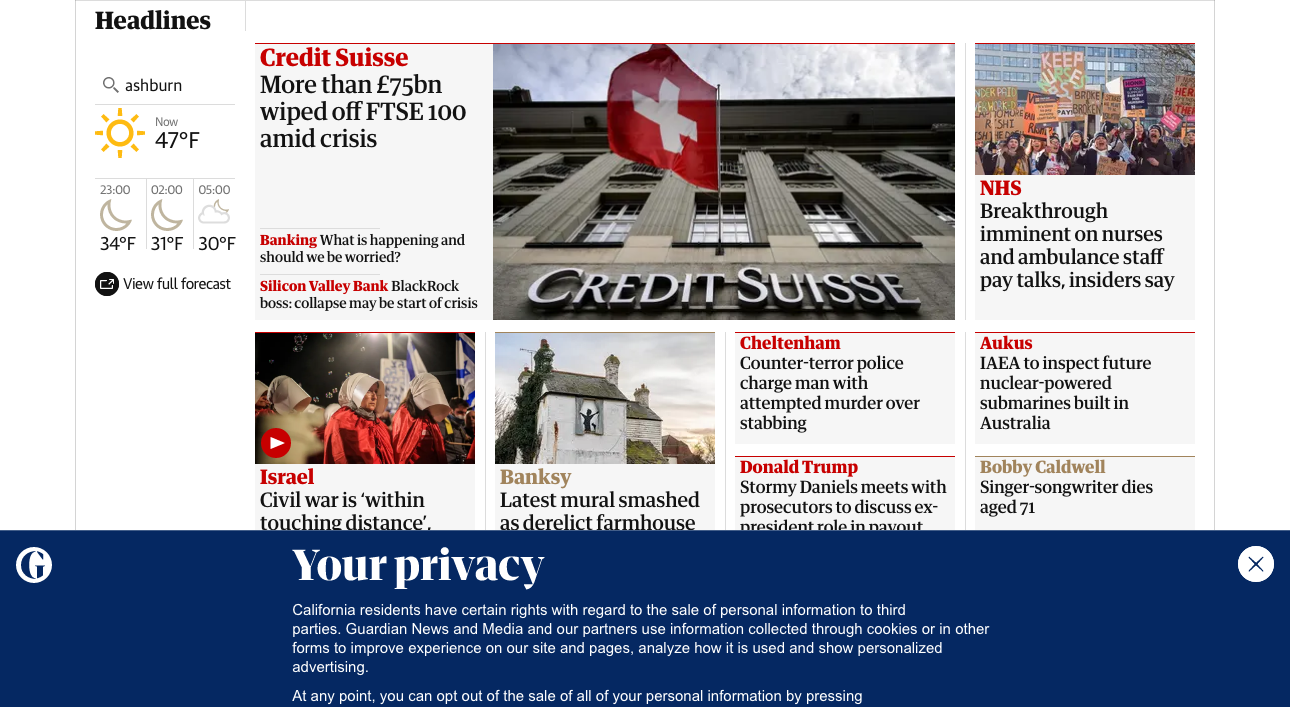 Headlines
ashburn
Now
47°F
23:00
02:00
05:00
34°F
31°F
30°F
View full forecast
Credit Suisse
More than £75bn
wiped off FTSE 100
amid crisis
Banking What is happening and
should we be worried?
Silicon Valley Bank BlackRock
boss: collapse may be start of crisis
CREDIT SUISSE
KEEP
NHS
Breakthrough
imminent on nurses
and ambulance staff
pay talks, insiders say
Israel
Civil war is ‘within
touching distance’,
Banksy
Latest mural smashed
as derelict farmhouse
Cheltenham
Counter-terror police
charge man with
attempted murder over
stabbing
Aukus
IAEA to inspect future
nuclear-powered
submarines built in
Australia
Donald Trump
Stormy Daniels meets with
prosecutors to discuss ex-
president role in payout
Bobby Caldwell
Singer-songwriter dies
aged 71
Your privacy
California residents have certain rights with regard to the sale of personal information to third
parties. Guardian News and Media and our partners use information collected through cookies or in other
forms to improve experience on our site and pages, analyze how it is used and show personalized
advertising.
At any point, you can opt out of the sale of all of your personal information by pressing